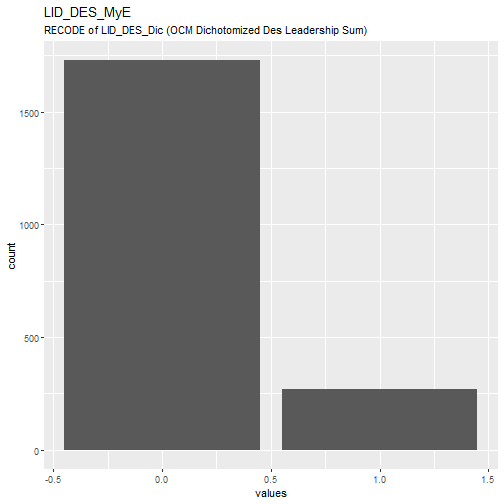 LID_DES_MyE
RECODE of LID_DES_Dic (OCM Dichotomized Des Leadership Sum)
1500
1000
500
0
count
-0.5
0.0
0.5
1.0
1.5
values